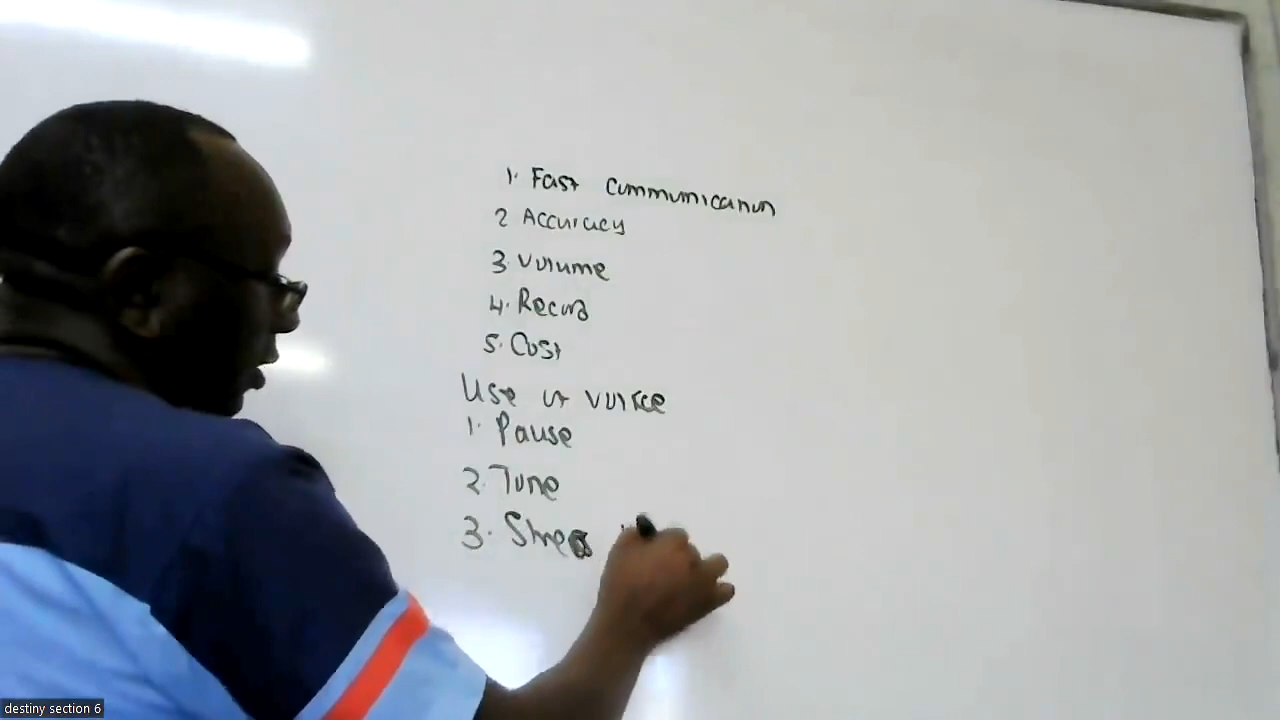 1. Fast Communication
2 Accuracy
3. Volume
4. Record
5. Cost
Use of voice
1. Pause
2. Tone
3. Stress
destiny section 6